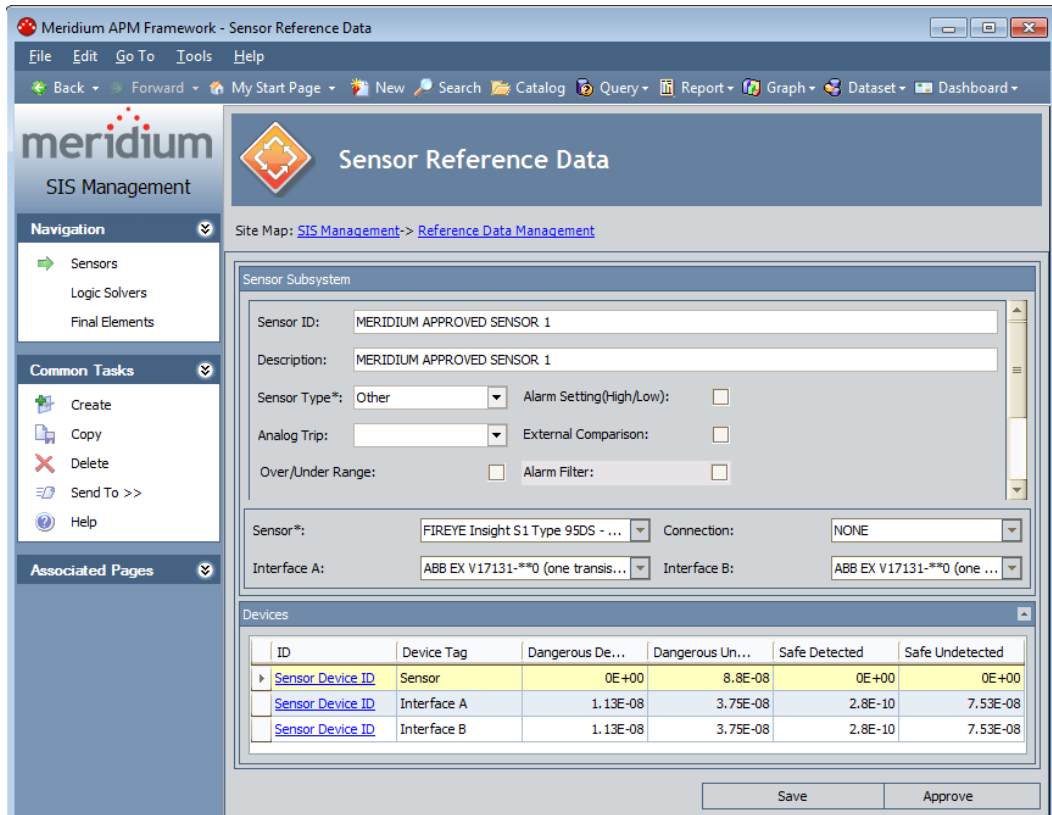 Meridium APM Framework - Sensor Reference Data
File Edit Go To Tools Help
Back Forward My Start Page New Search Catalog Query Report Graph Dataset Dashboard
meridium
SIS Management
Sensor Reference Data
Navigation
Sensors
Logic Solvers
Final Elements
Common Tasks
Create
Copy
Delete
Send To >>
Help
Associated Pages
Site Map: SIS Management-> Reference Data Management
Sensor Subsystem
Sensor ID: MERIDIUM APPROVED SENSOR 1
Description: MERIDIUM APPROVED SENSOR 1
Sensor Type*: Other Alarm Setting(High/Low):
Analog Trip: External Comparison:
Over/Under Range: Alarm Filter:
Sensor*: FIREYE Insight S1 Type 95DS - ... Connection: NONE
Interface A: ABB EX V17131-**0 (one transis... Interface B: ABB EX V17131-**0 (one ...
Devices
ID Device Tag Dangerous De... Dangerous Un... Safe Detected Safe Undetected
Sensor Device ID Sensor 0E+00 8.8E-08 0E+00 0E+00
Sensor Device ID Interface A 1.13E-08 3.75E-08 2.8E-10 7.53E-08
Sensor Device ID Interface B 1.13E-08 3.75E-08 2.8E-10 7.53E-08
Save Approve